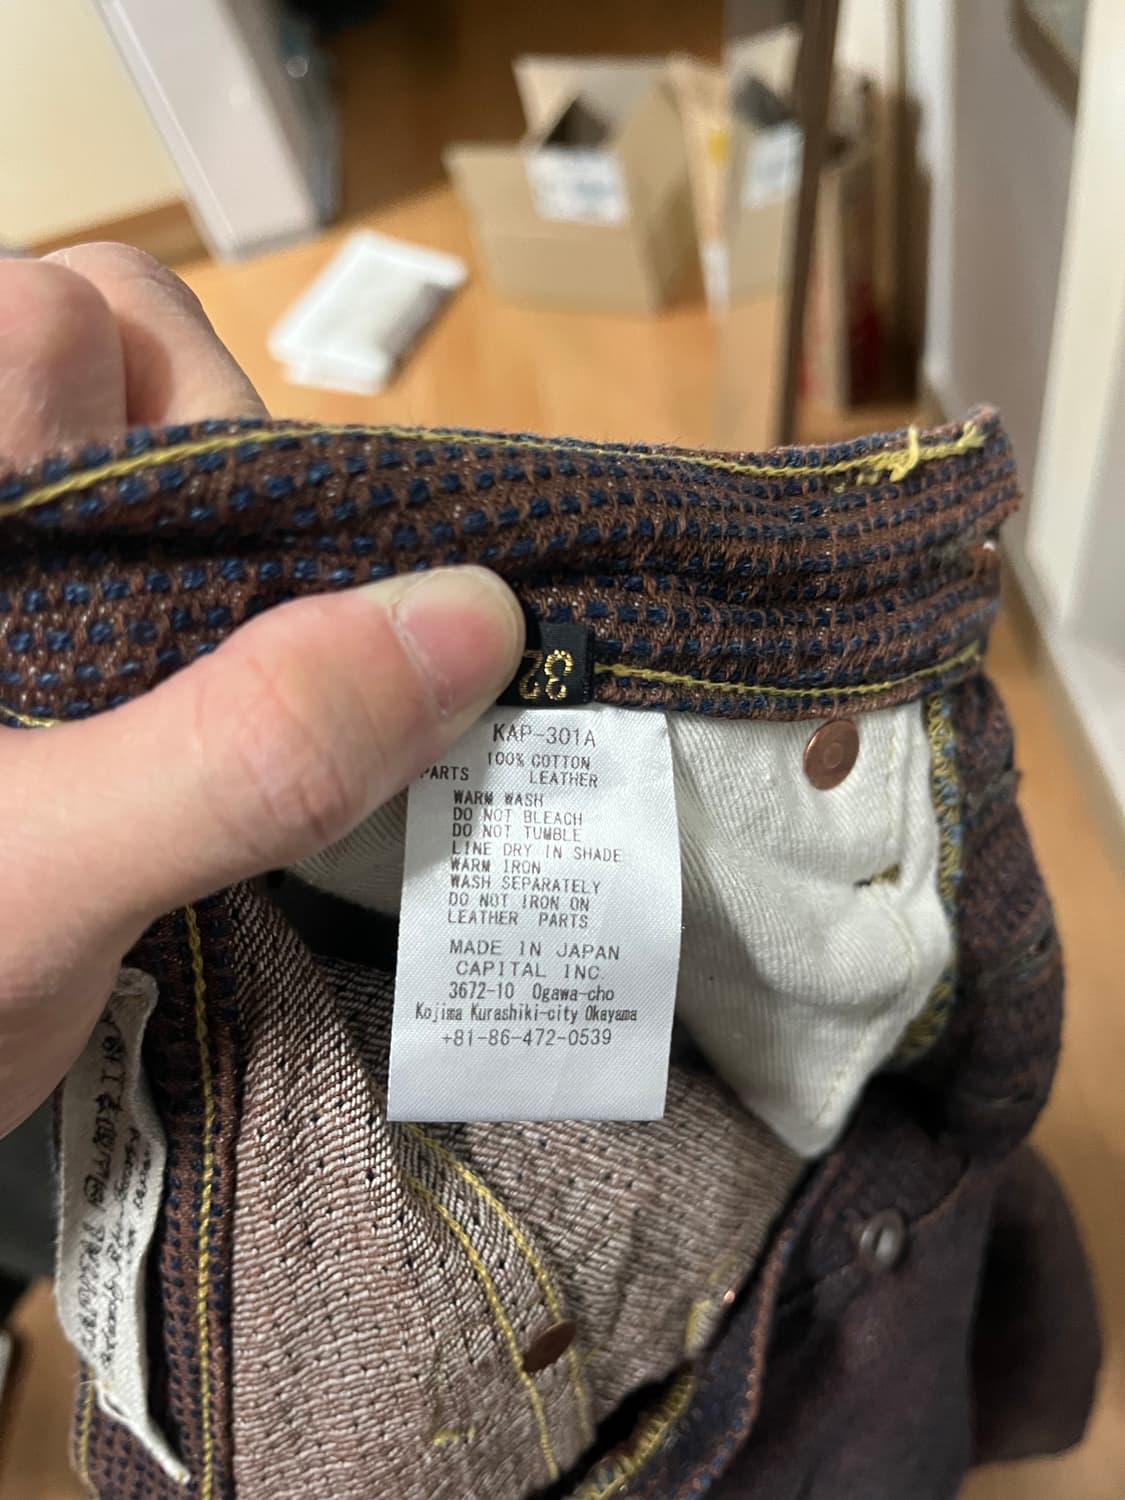 32
KAP-301A
100% COTTON
PARTS LEATHER
WARM WASH
DO NOT BLEACH
DO NOT TUMBLE
LINE DRY IN SHADE
WARM IRON
WASH SEPARATELY
DO NOT IRON ON
LEATHER PARTS
MADE IN JAPAN
CAPITAL INC.
3672-10 Ogawa-cho
Kojima Kurashiki-city Okayama
+81-86-472-0539